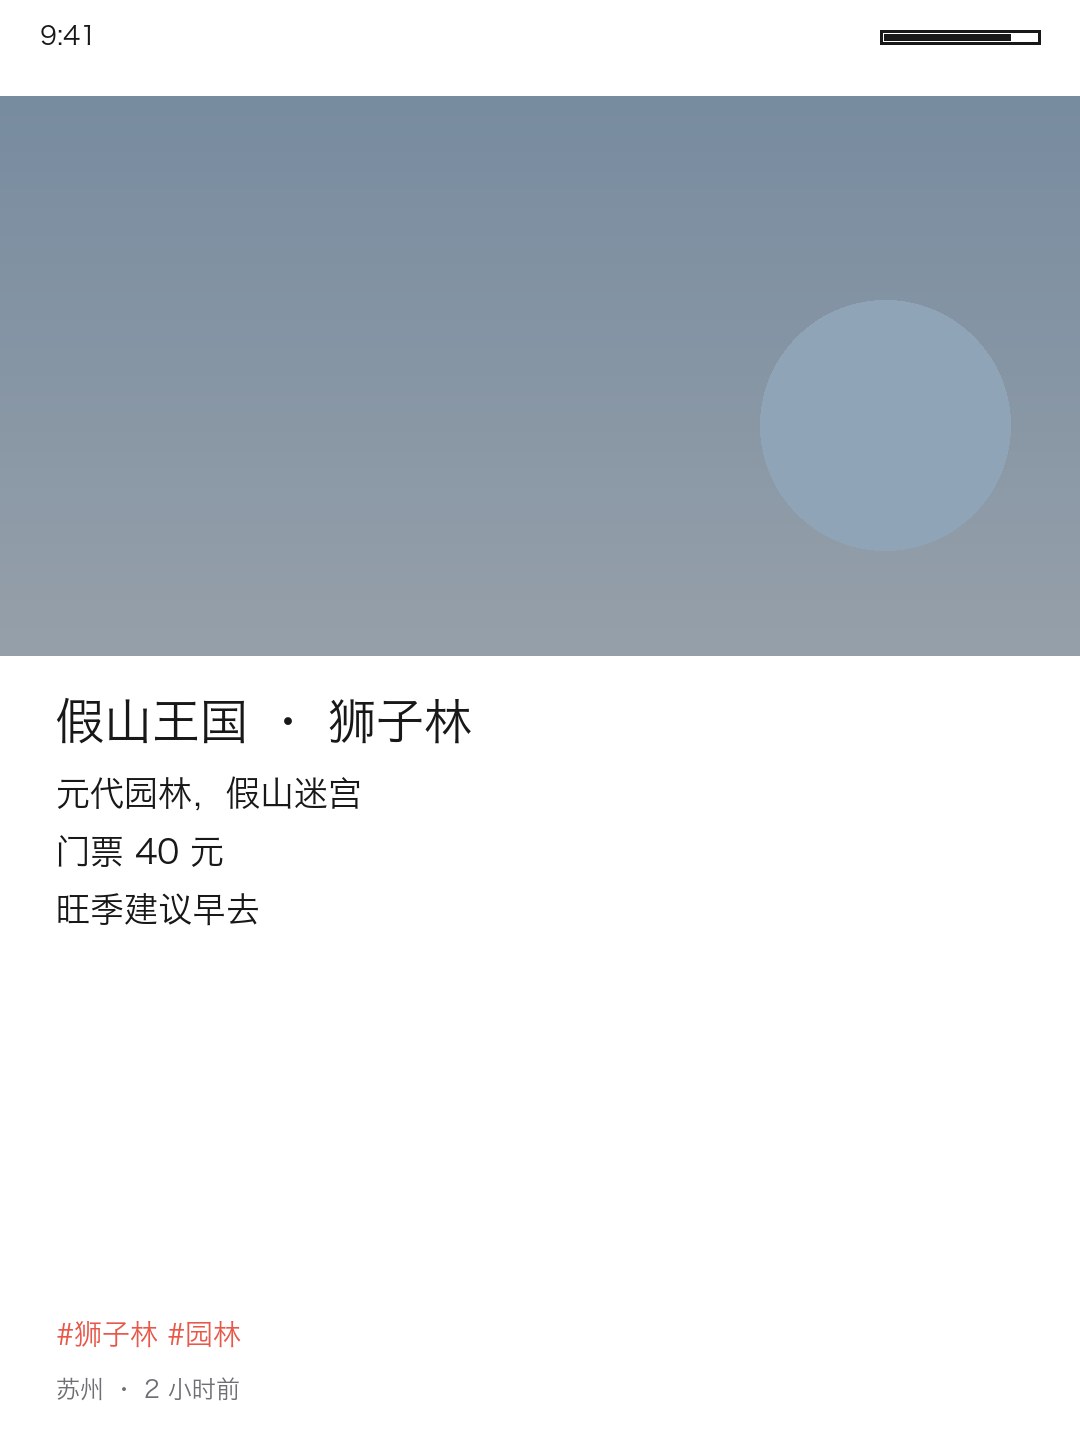 9:41
假山王国 · 狮子林
元代园林，假山迷宫
门票 40 元
旺季建议早去
#狮子林 #园林
苏州 · 2 小时前